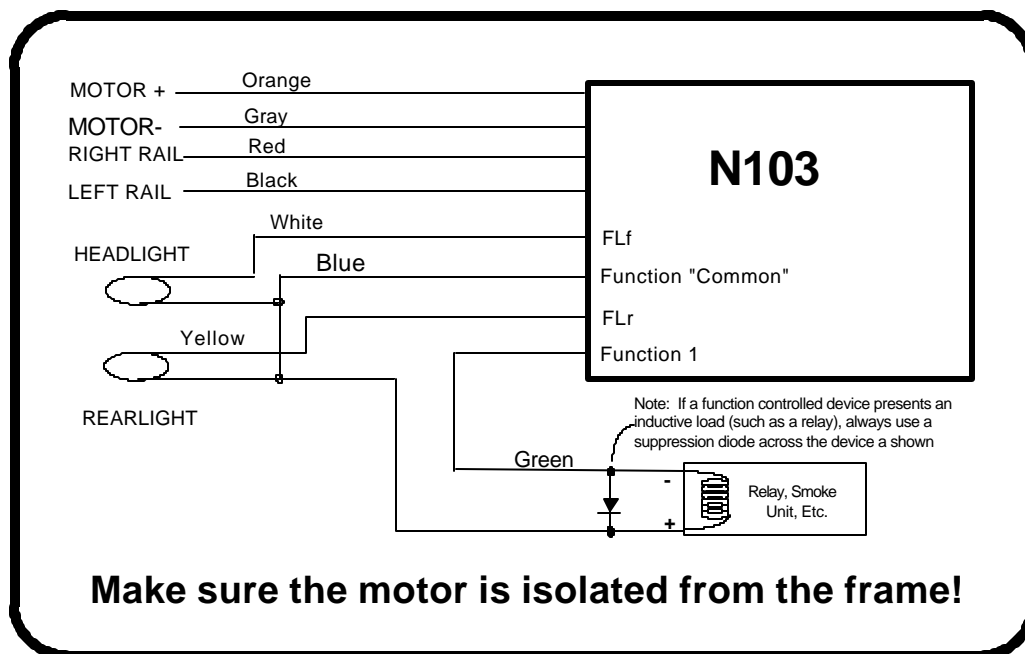 MOTOR + Orange
MOTOR- Gray
RIGHT RAIL Red
LEFT RAIL Black
N103
White
HEADLIGHT
FLf
Blue
Function "Common"
FLr
Yellow
Function 1
REARLIGHT
Note: If a function controlled device presents an
inductive load (such as a relay), always use a
suppression diode across the device a shown
Green
-
Relay, Smoke
Unit, Etc.
+
Make sure the motor is isolated from the frame!